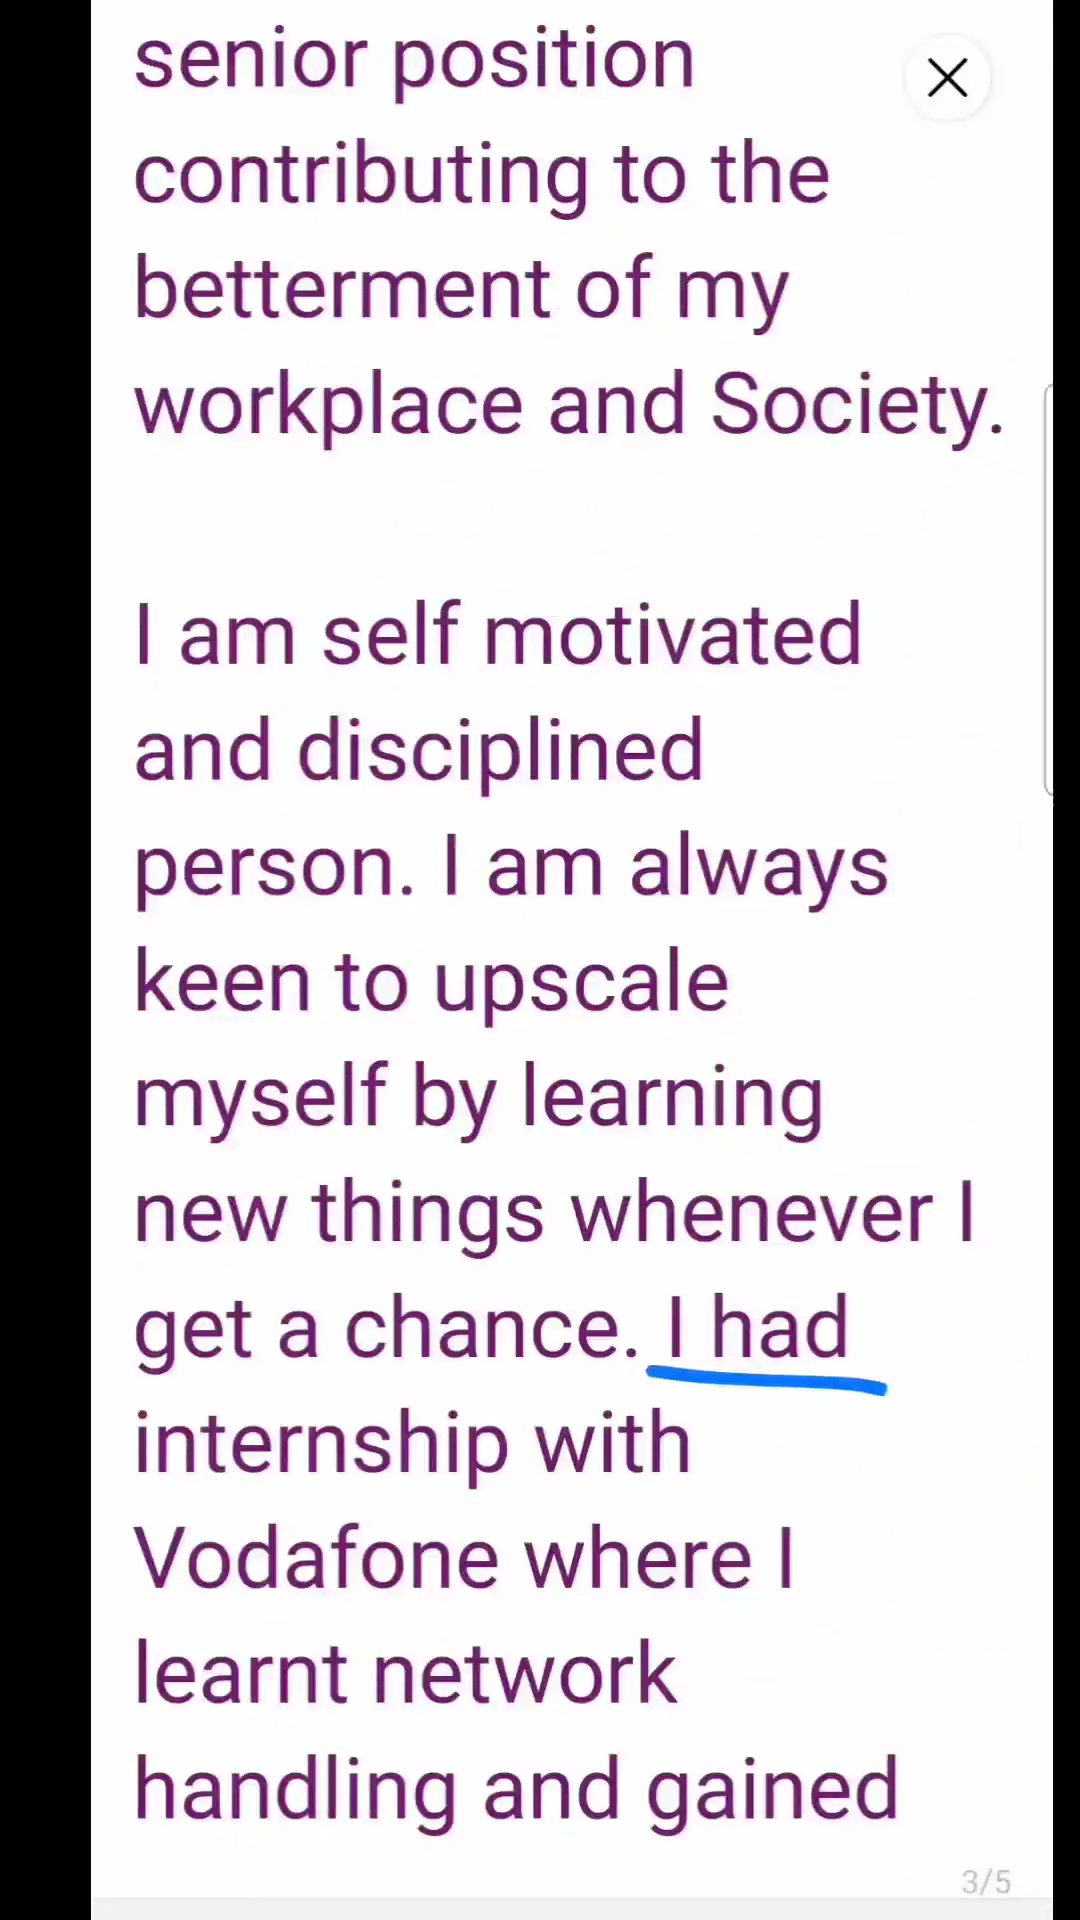 senior position
contributing to the
betterment of my
workplace and Society.
I am self motivated
and disciplined
person. I am always
keen to upscale
myself by learning
new things whenever I
get a chance. I had
internship with
Vodafone where I
learnt network
handling and gained
3/5